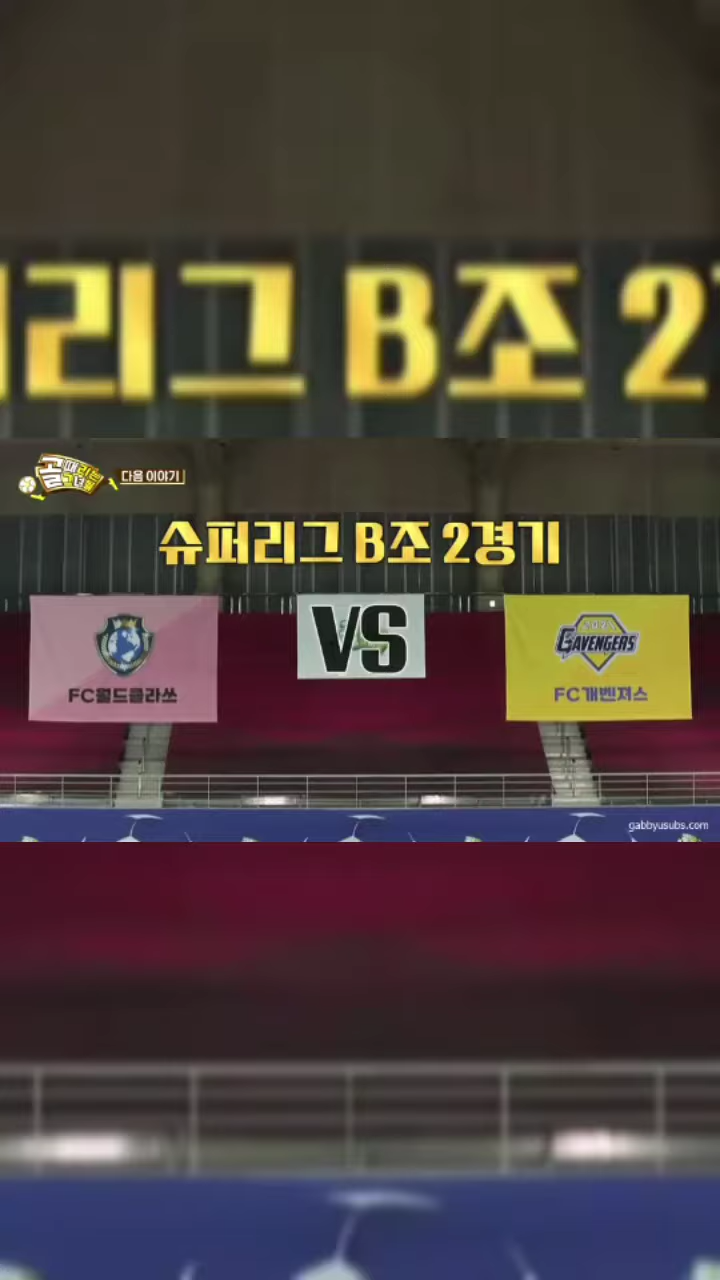 리그 B조 2
골때리는
그녀들
다음 이야기
슈퍼리그 B조 2경기
VS
GAVENGERS
FC월드클라쓰
FC개벤져스
gabbyusubs.com